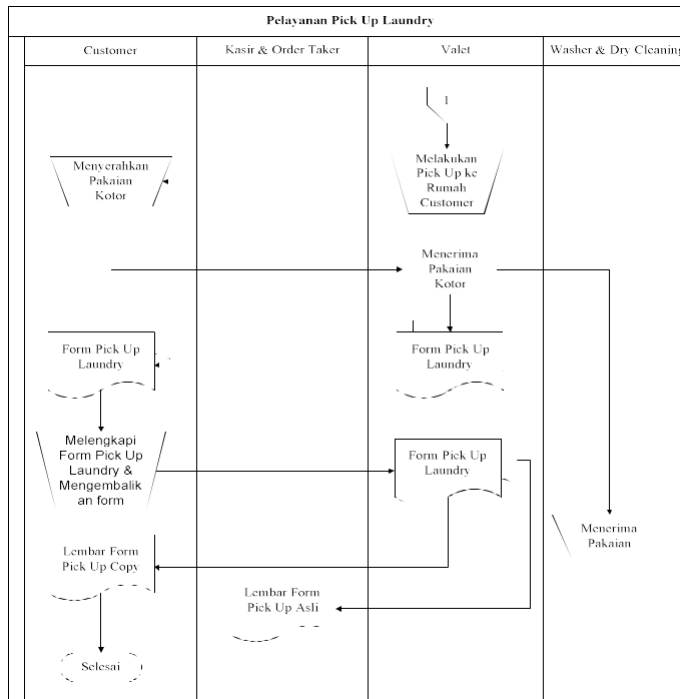 Pelayanan Pick Up Laundry
Customer
Kasir & Order Taker
Valet
Washer & Dry Cleaning
1
Menyerahkan
Pakaian
Kotor
Melakukan
Pick Up ke
Rumah
Customer
Menerima
Pakaian
Kotor
Form Pick Up
Laundry
Form Pick Up
Laundry
Melengkapi
Form Pick Up
Laundry &
Mengembalik
an form
Form Pick Up
Laundry
Menerima
Pakaian
Lembar Form
Pick Up Copy
Lembar Form
Pick Up Asli
Selesai